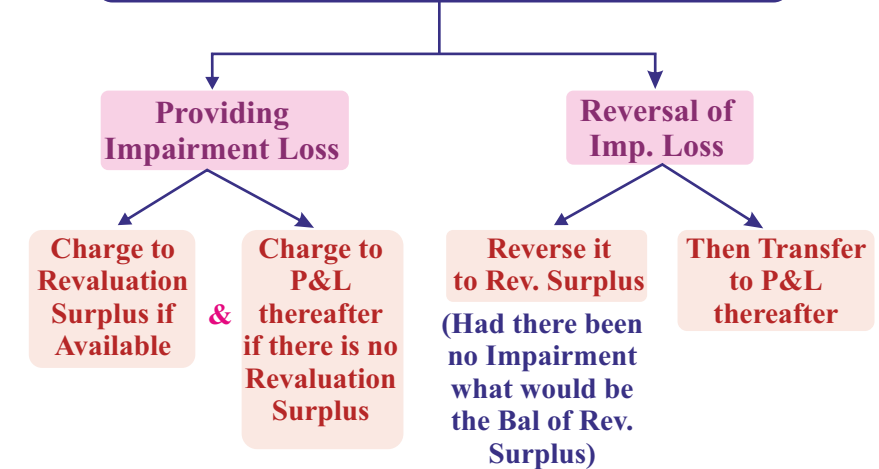 Providing
Impairment Loss
Reversal of
Imp. Loss
Charge to
Revaluation
Surplus if
Available
&
Charge to
P&L
thereafter
if there is no
Revaluation
Surplus
Reverse it
to Rev. Surplus
(Had there been
no Impairment
what would be
the Bal of Rev.
Surplus)
Then Transfer
to P&L
thereafter